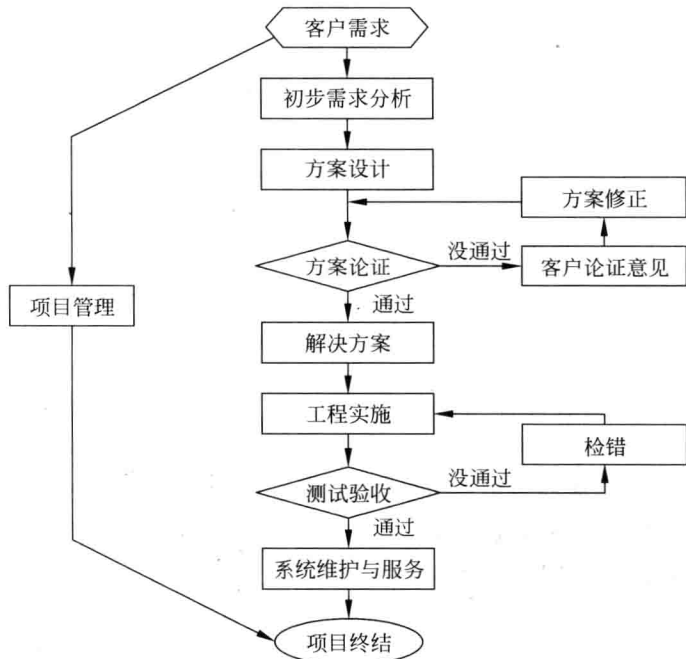 客户需求
初步需求分析
方案设计
方案修正
没通过
方案论证
客户论证意见
通过
项目管理
解决方案
工程实施
检错
没通过
测试验收
通过
系统维护与服务
项目终结